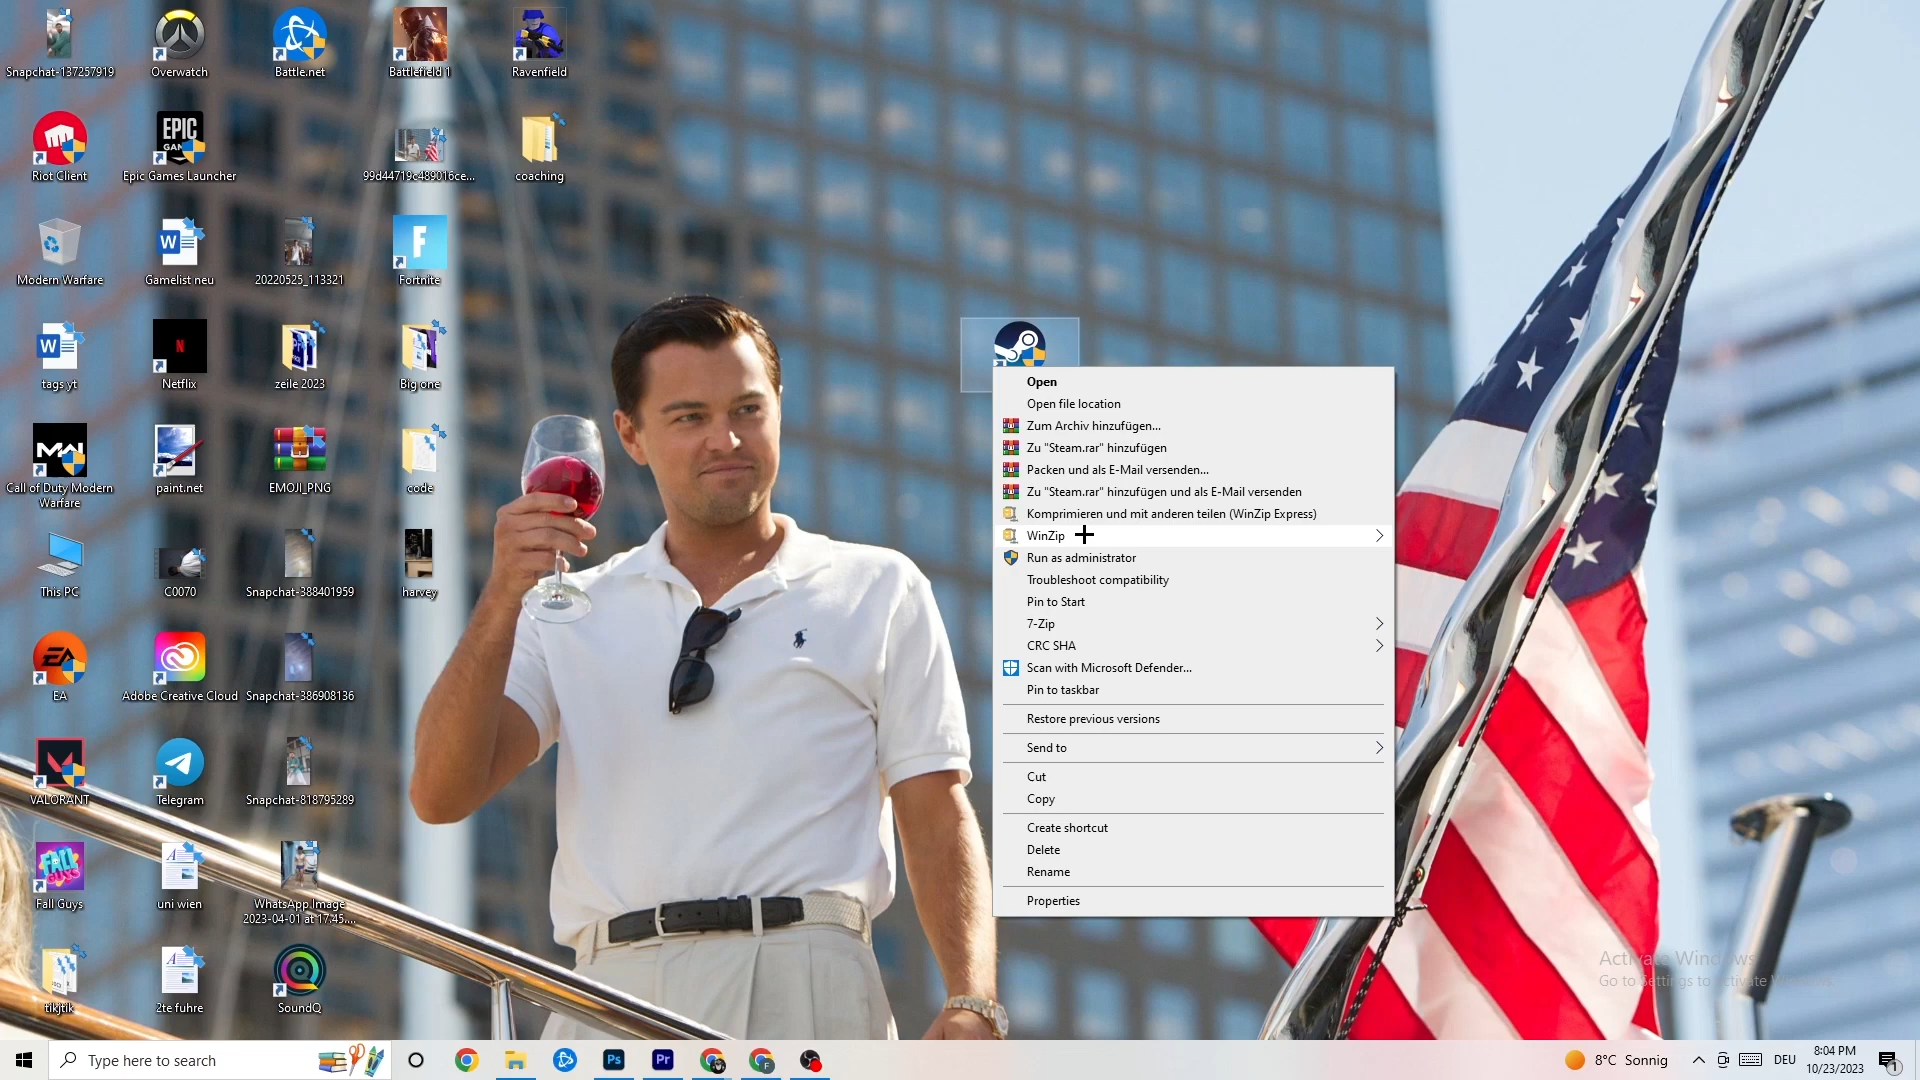 Snapchat-137257919
Overwatch
Battle.net
Battlefield 1
Ravenfield
EPIC
Riot Client
Epic Games Launcher
99d44719c489016ce...
coaching
Modern Warfare
Gamelist neu
20220525_113321
Fortnite
tags yt
Netflix
zeile 2023
Big one
Call of Duty Modern
Warfare
paint.net
EMOJI_PNG
code
This PC
C0070
Snapchat-388401959
harvey
EA
Adobe Creative Cloud
Snapchat-386908136
VALORANT
Telegram
Snapchat-818795289
FALL GUYS
Fall Guys
uni wien
WhatsApp Image
2023-04-01 at 17.45....
tikjtik
2te fuhre
SoundQ
Open
Open file location
Zum Archiv hinzufügen...
Zu "Steam.rar" hinzufügen
Packen und als E-Mail versenden...
Zu "Steam.rar" hinzufügen und als E-Mail versenden
Komprimieren und mit anderen teilen (WinZip Express)
WinZip
Run as administrator
Troubleshoot compatibility
Pin to Start
7-Zip
CRC SHA
Scan with Microsoft Defender...
Pin to taskbar
Restore previous versions
Send to
Cut
Copy
Create shortcut
Delete
Rename
Properties
Activate Windows
Go to Settings to activate Windows.
Type here to search
Ps
Pr
F
8°C Sonnig
DEU
8:04 PM
10/23/2023
1